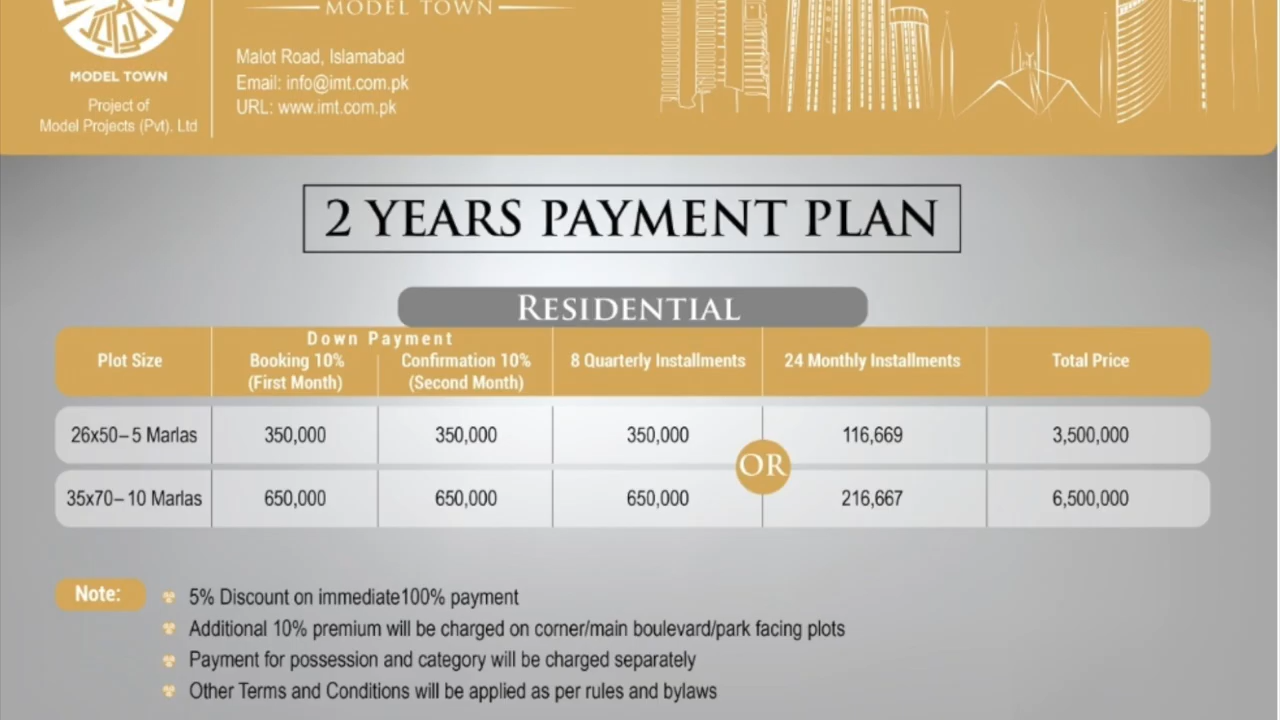 MODEL TOWN
MODEL TOWN
Project of
Model Projects (Pvt). Ltd
Malot Road, Islamabad
Email: info@imt.com.pk
URL: www.imt.com.pk
2 YEARS PAYMENT PLAN
RESIDENTIAL
Plot Size
Down Payment
Booking 10%
(First Month)
Confirmation 10%
(Second Month)
8 Quarterly Installments
24 Monthly Installments
Total Price
26x50– 5 Marlas 350,000 350,000 350,000 116,669 3,500,000
OR
35x70– 10 Marlas 650,000 650,000 650,000 216,667 6,500,000
Note:
5% Discount on immediate100% payment
Additional 10% premium will be charged on corner/main boulevard/park facing plots
Payment for possession and category will be charged separately
Other Terms and Conditions will be applied as per rules and bylaws